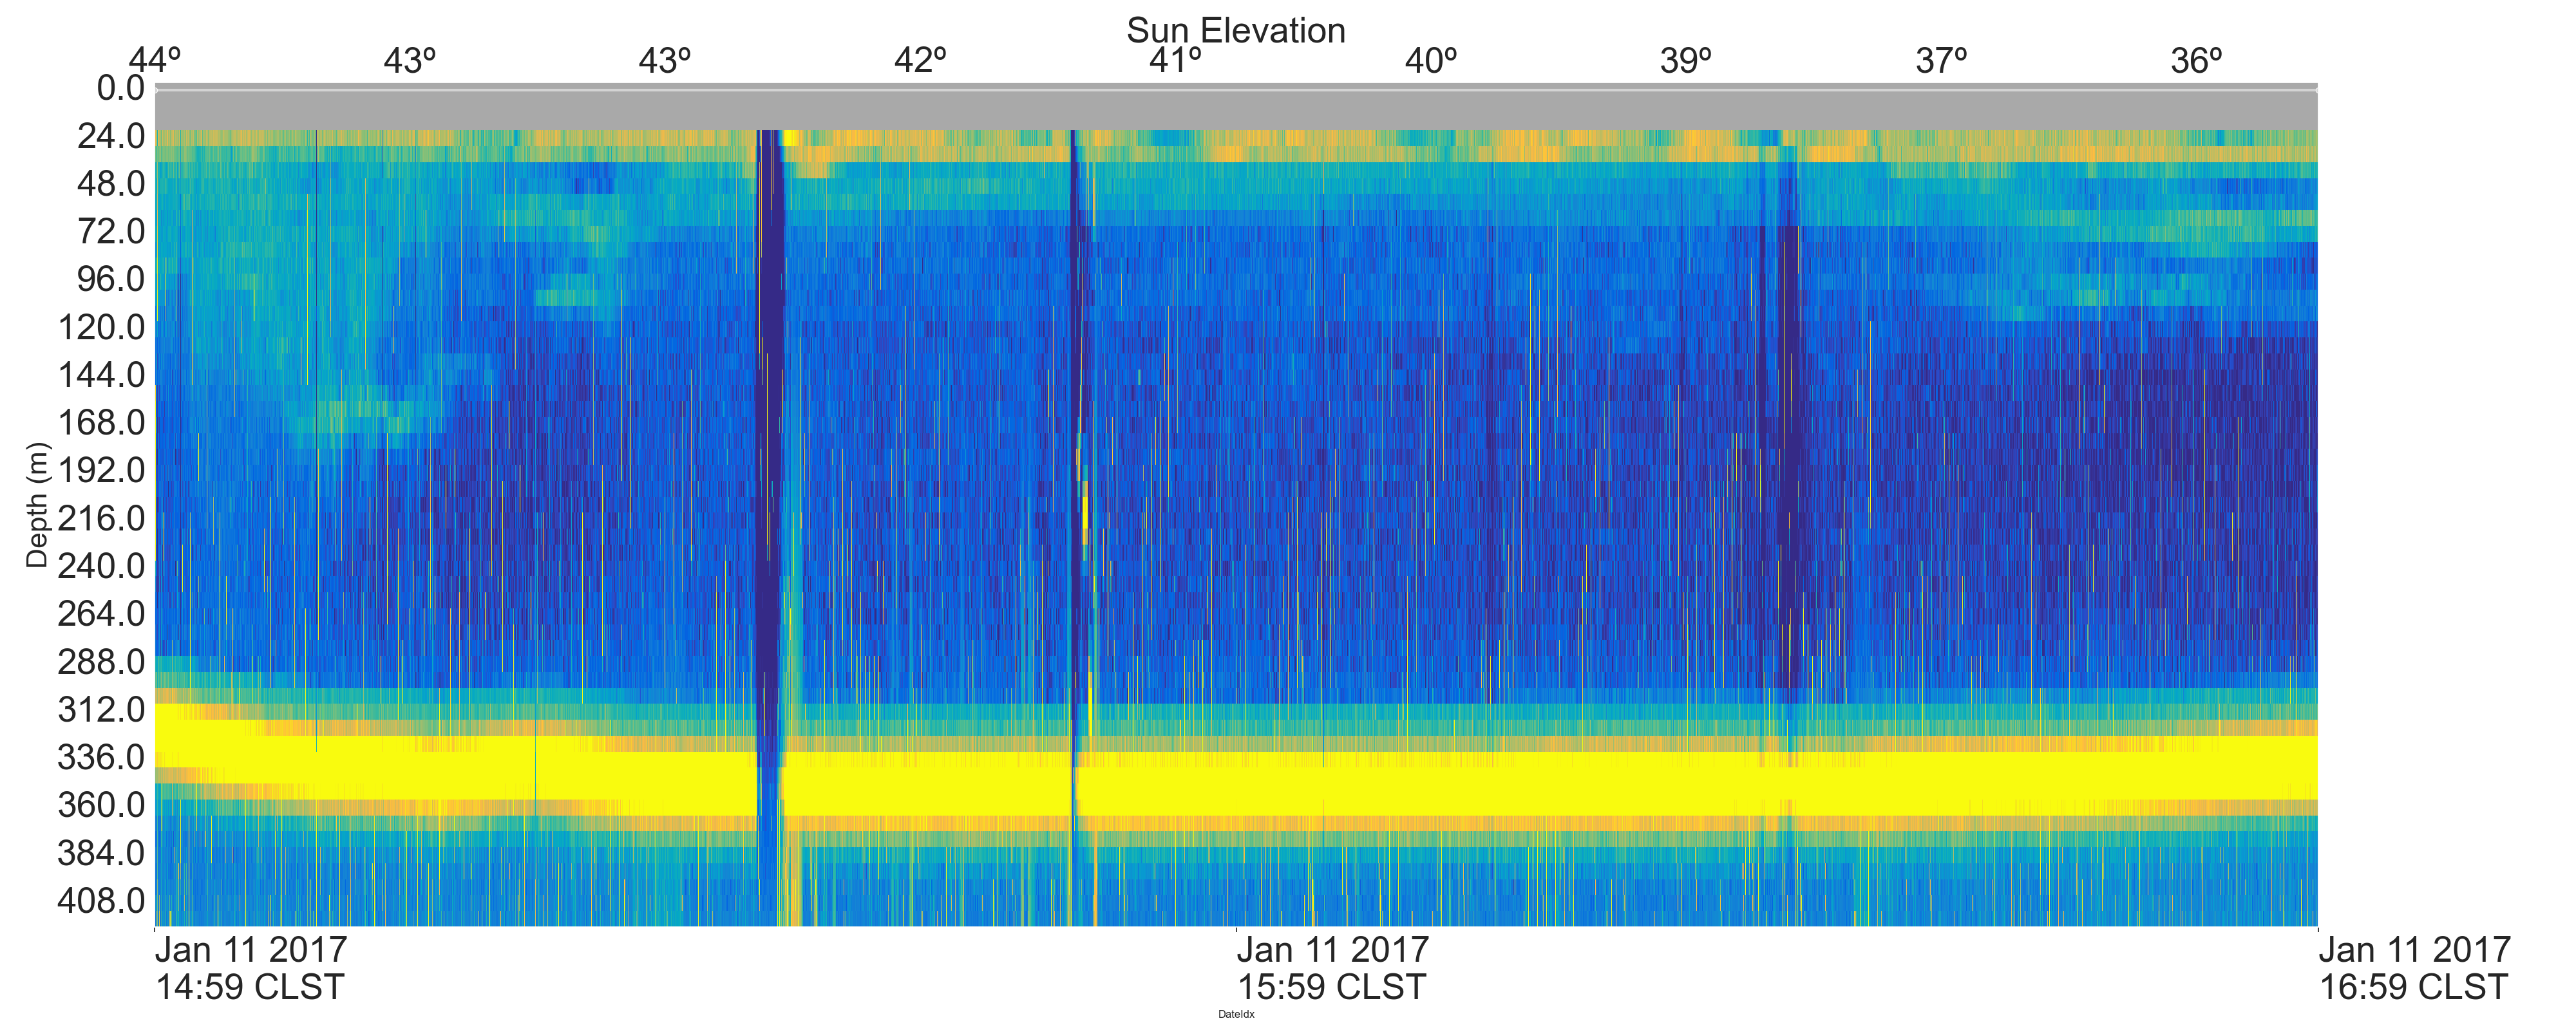 Sun Elevation
44º 43º 43º 42º 41º 40º 39º 37º 36º
0.0
24.0
48.0
72.0
96.0
120.0
144.0
168.0
192.0
216.0
240.0
264.0
288.0
312.0
336.0
360.0
384.0
408.0
Depth (m)
Jan 11 2017
14:59 CLST
Jan 11 2017
15:59 CLST
Jan 11 2017
16:59 CLST
DateIdx